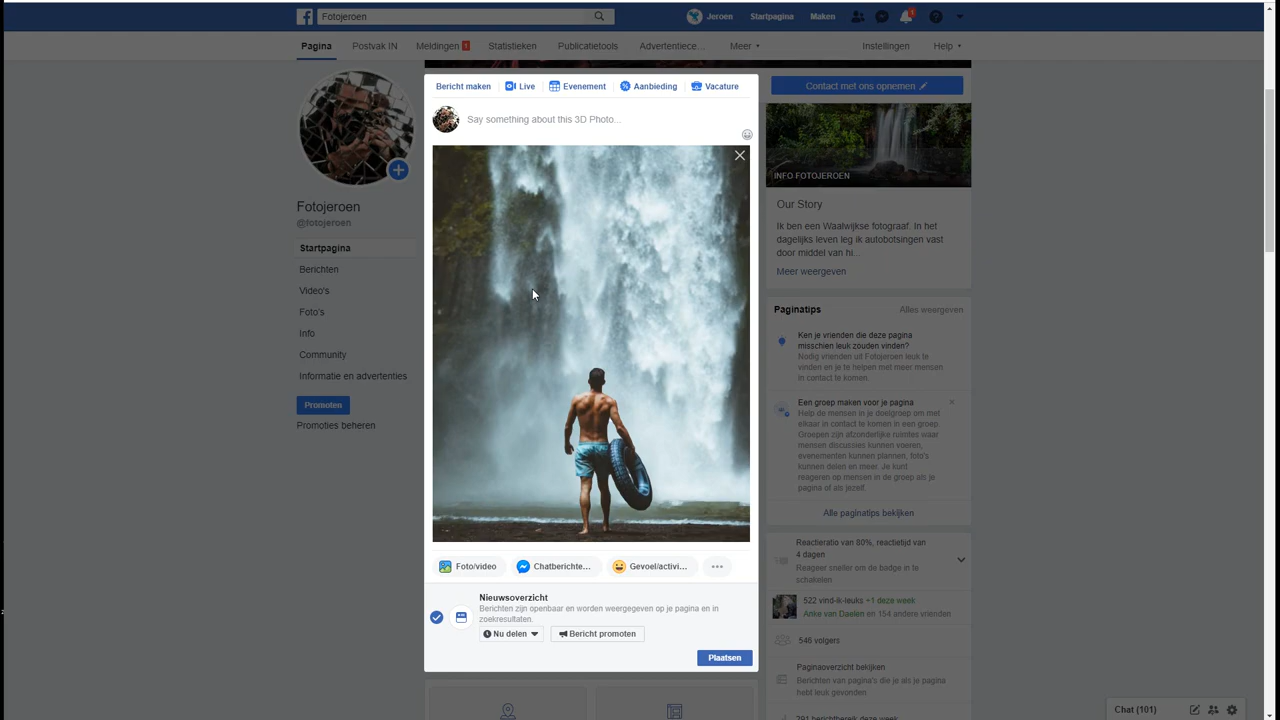 Fotojeroen
Jeroen
Startpagina
Maken
1
Pagina
Postvak IN
Meldingen 1
Statistieken
Publicatietools
Advertentiece...
Meer
Instellingen
Help
Fotojeroen
@fotojeroen
Startpagina
Berichten
Video's
Foto's
Info
Community
Informatie en advertenties
Promoten
Promoties beheren
Bericht maken
Live
Evenement
Aanbieding
Vacature
Say something about this 3D Photo...
Foto/video
Chatberichte...
Gevoel/activi...
Nieuwsoverzicht
Berichten zijn openbaar en worden weergegeven op je pagina en in
zoekresultaten.
Nu delen
Bericht promoten
Plaatsen
Contact met ons opnemen
INFO FOTOJEROEN
Our Story
Ik ben een Waalwijkse fotograaf. In het
dagelijks leven leg ik autobotsingen vast
door middel van hi...
Meer weergeven
Paginatips
Alles weergeven
Ken je vrienden die deze pagina
misschien leuk zouden vinden?
Nodig vrienden uit Fotojeroen leuk te
vinden en je te helpen met meer mensen
in contact te komen.
Een groep maken voor je pagina
Help de mensen in je doelgroep om met
elkaar in contact te komen in een groep.
Groepen zijn afzonderlijke ruimtes waar
mensen discussies kunnen voeren,
evenementen kunnen plannen, foto's
kunnen delen en meer. Je kunt
reageren op mensen in de groep als je
pagina of als jezelf.
Alle paginatips bekijken
Reactieratio van 80%, reactietijd van
4 dagen
Reageer sneller om de badge in te
schakelen
522 vind-ik-leuks +1 deze week
Anke van Daelen en 154 andere vrienden
546 volgers
Paginaoverzicht bekijken
Berichten van pagina's die je als je pagina
hebt leuk gevonden
291 berichtbereik deze week
Chat (101)